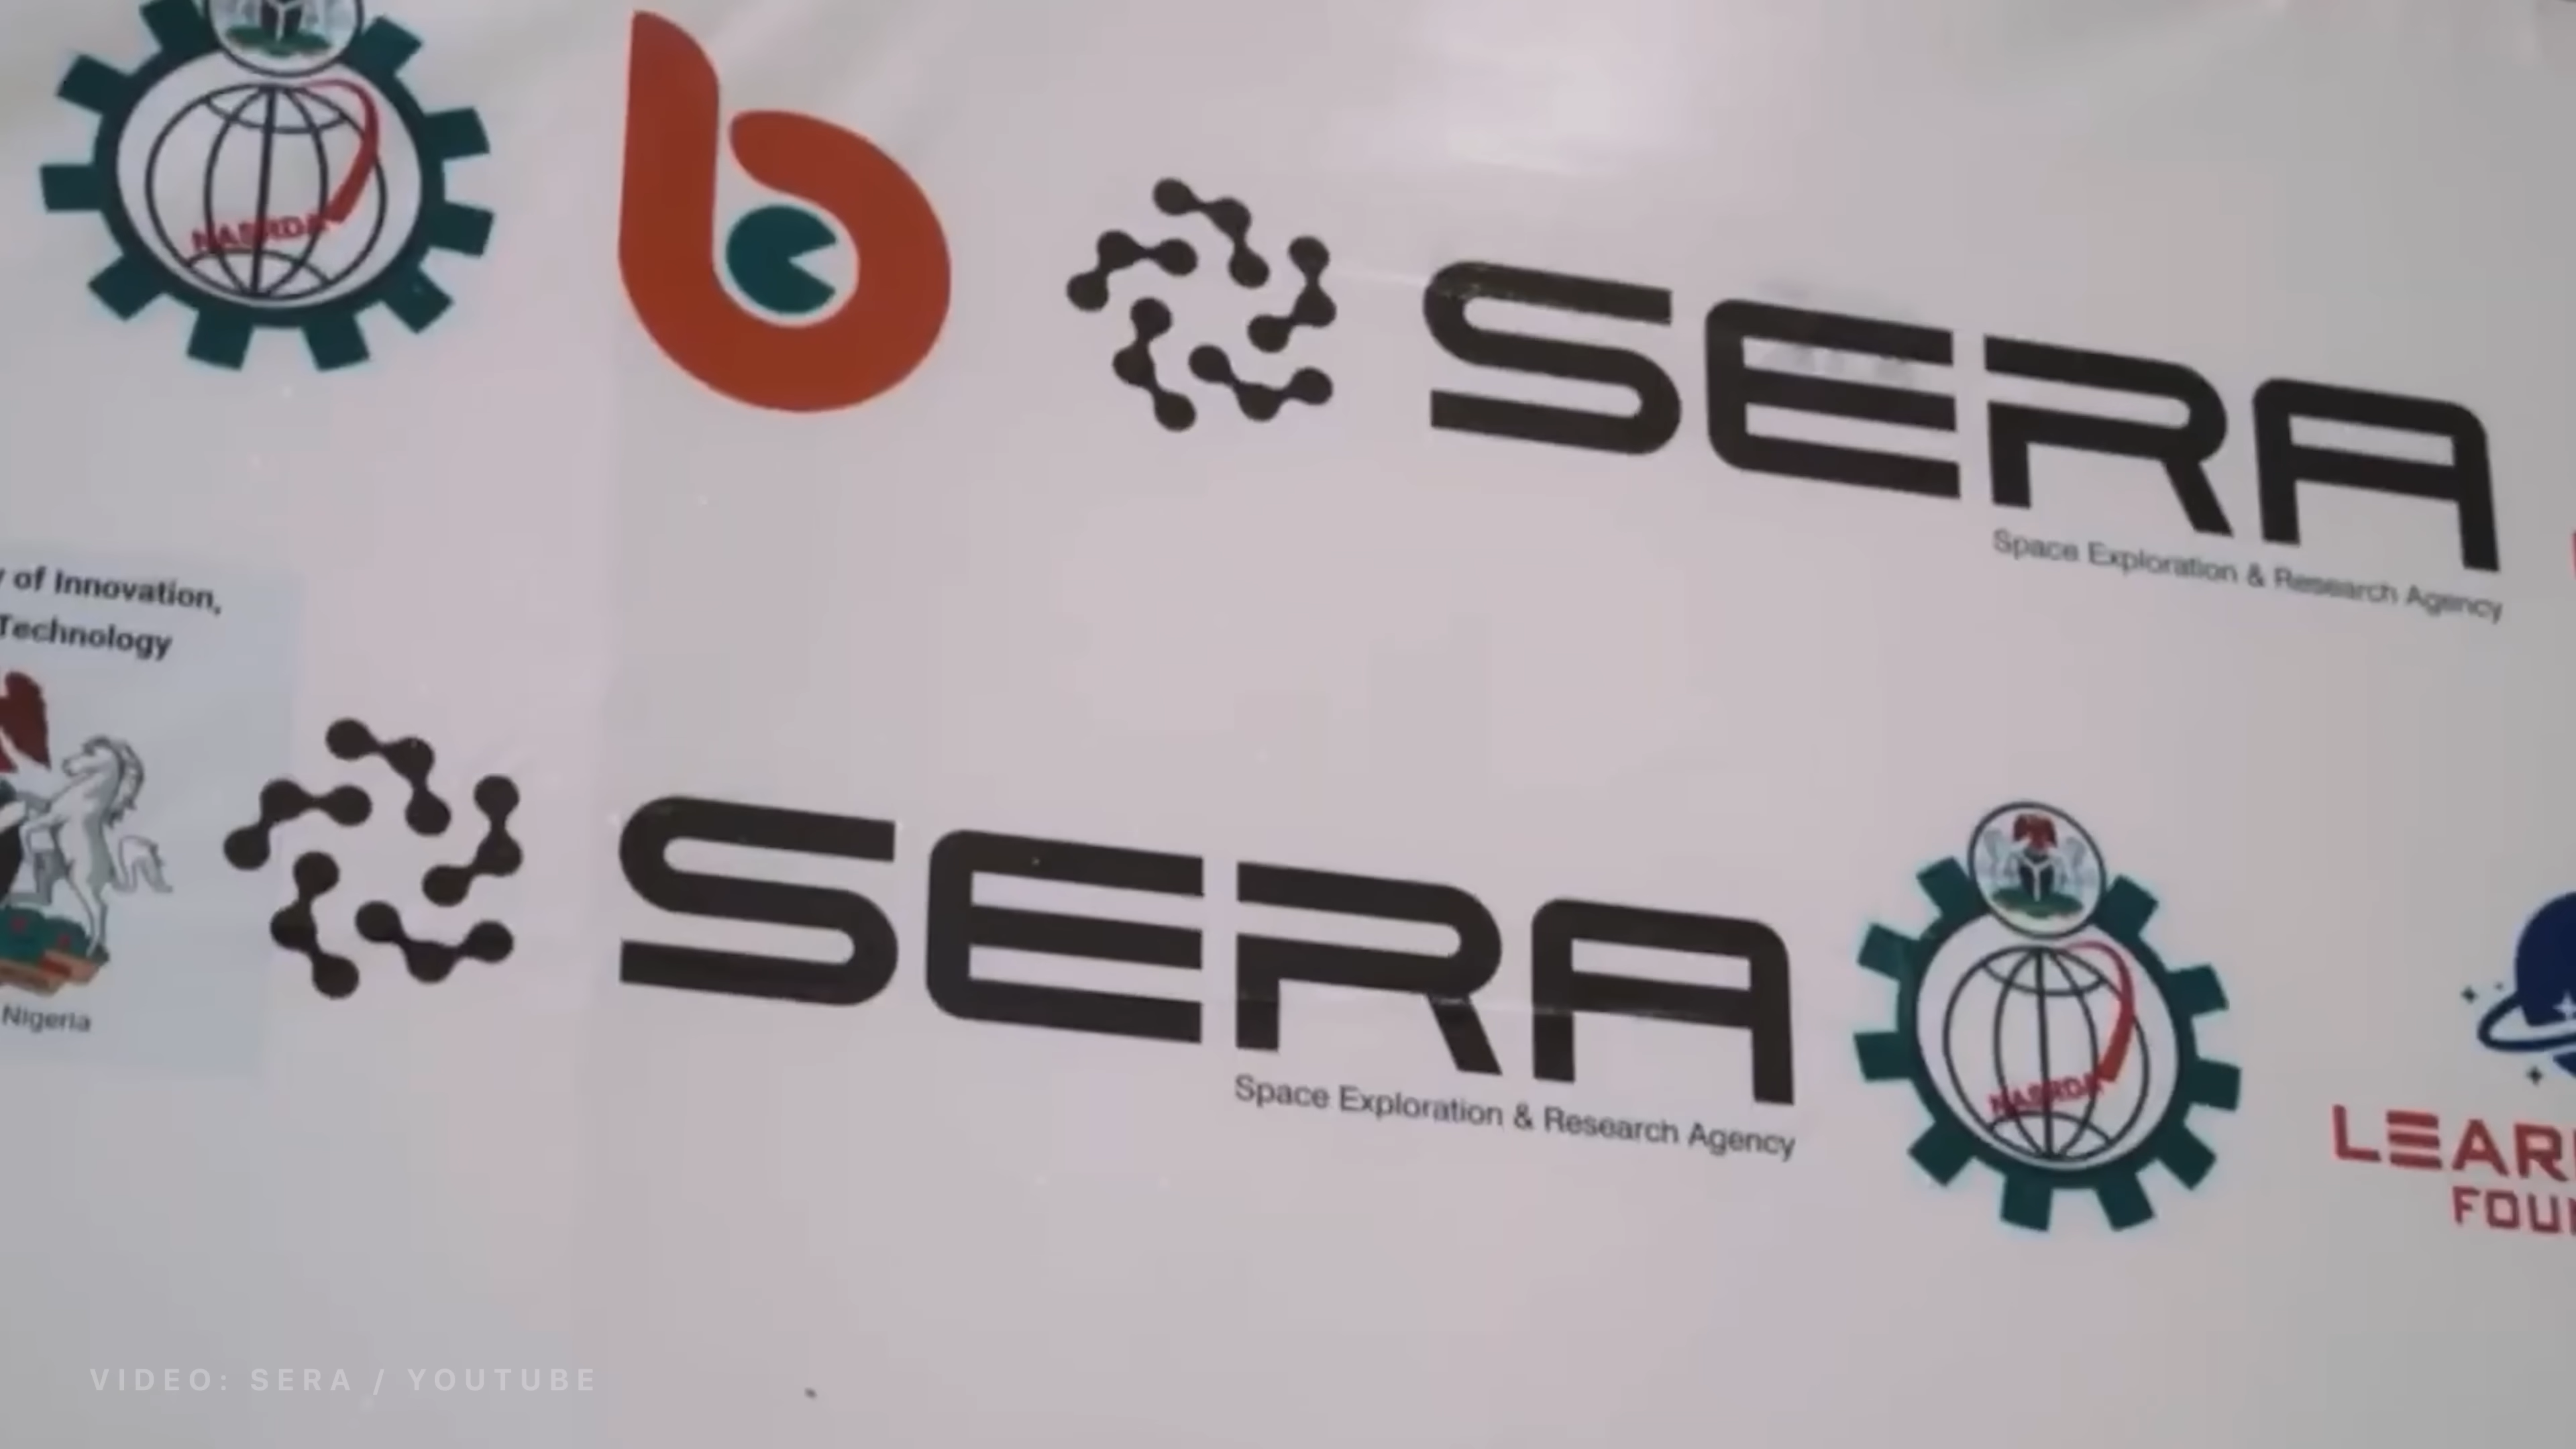 NASRDA
SERA
Space Exploration & Research Agency
of Innovation,
Technology
Nigeria
SERA
Space Exploration & Research Agency
NASRDA
VIDEO: SERA / YOUTUBE